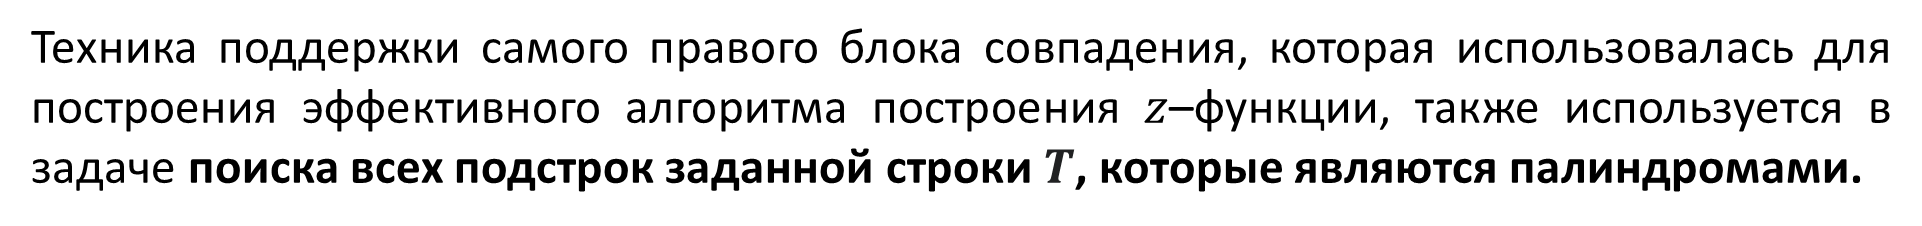 Техника поддержки самого правого блока совпадения, которая использовалась для
построения эффективного алгоритма построения z–функции, также используется в
задаче поиска всех подстрок заданной строки T, которые являются палиндромами.